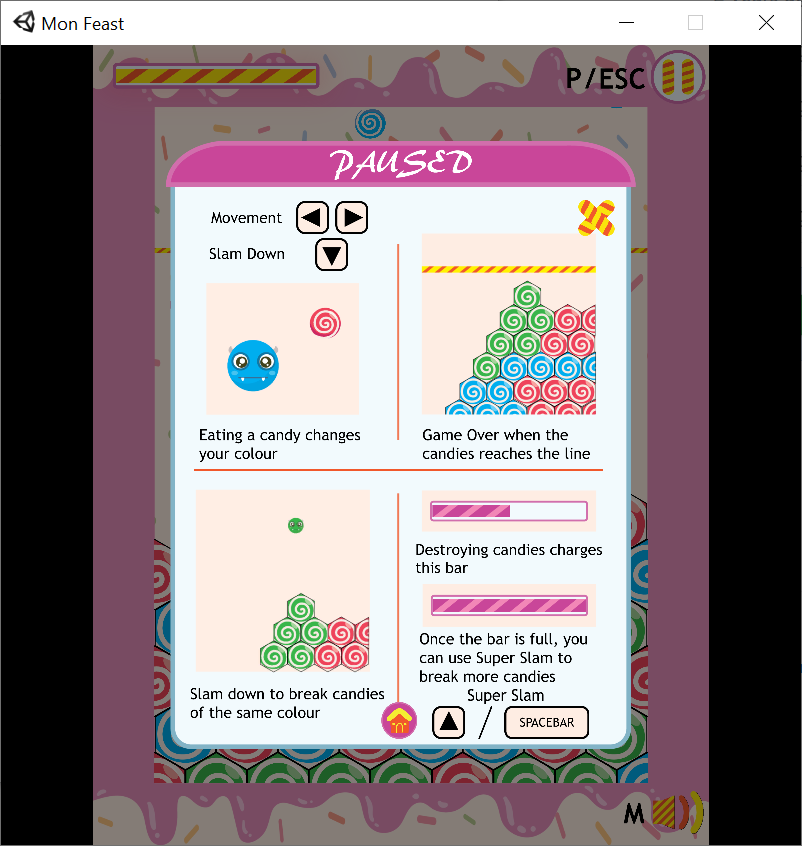 Mon Feast
P/ESC
PAUSED
Movement
Slam Down
Eating a candy changes
your colour
Game Over when the
candies reaches the line
Slam down to break candies
of the same colour
Destroying candies charges
this bar
Once the bar is full, you
can use Super Slam to
break more candies
Super Slam
/ SPACEBAR
M